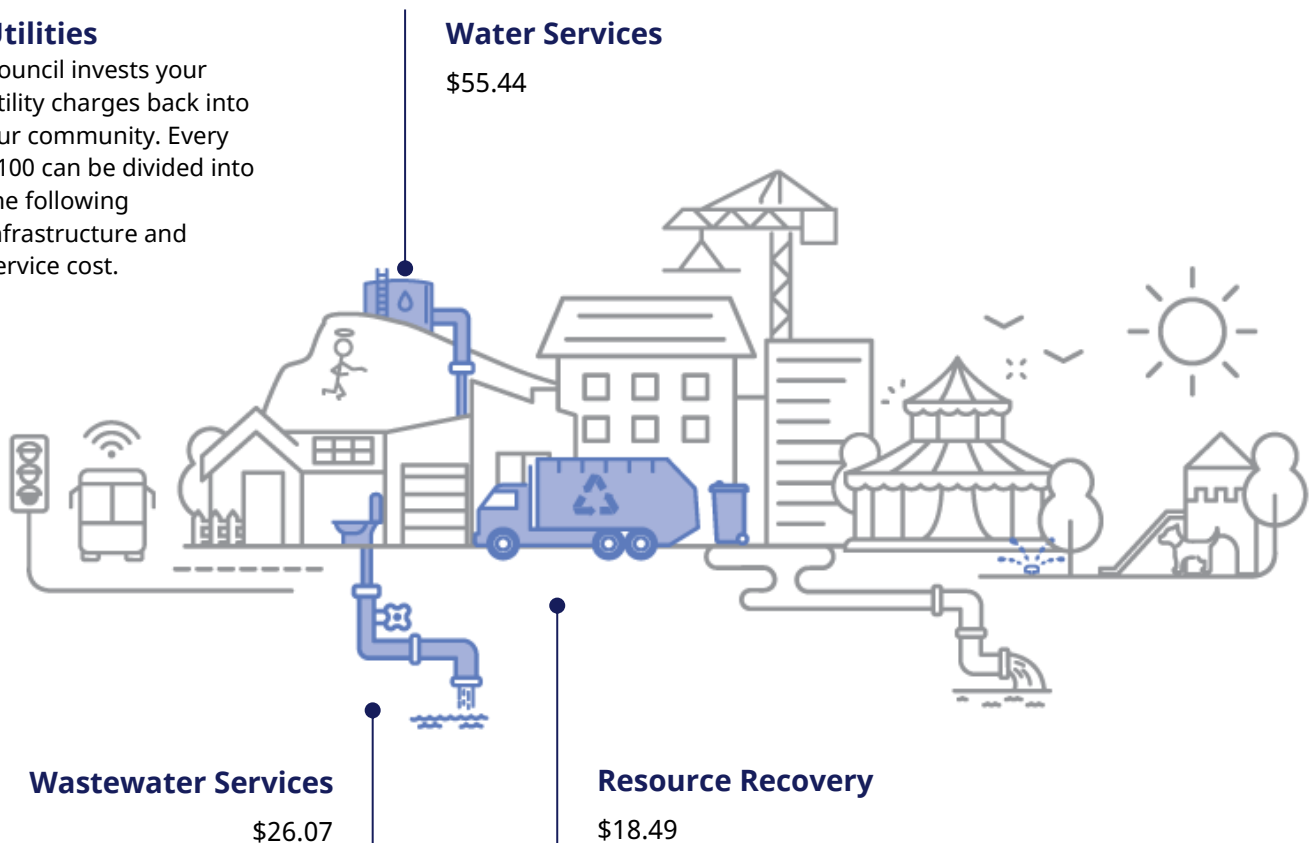 Utilities
ouncil invests your
tility charges back into
ur community. Every
100 can be divided into
he following
nfrastructure and
ervice cost.
Water Services
$55.44
Wastewater Services
$26.07
Resource Recovery
$18.49